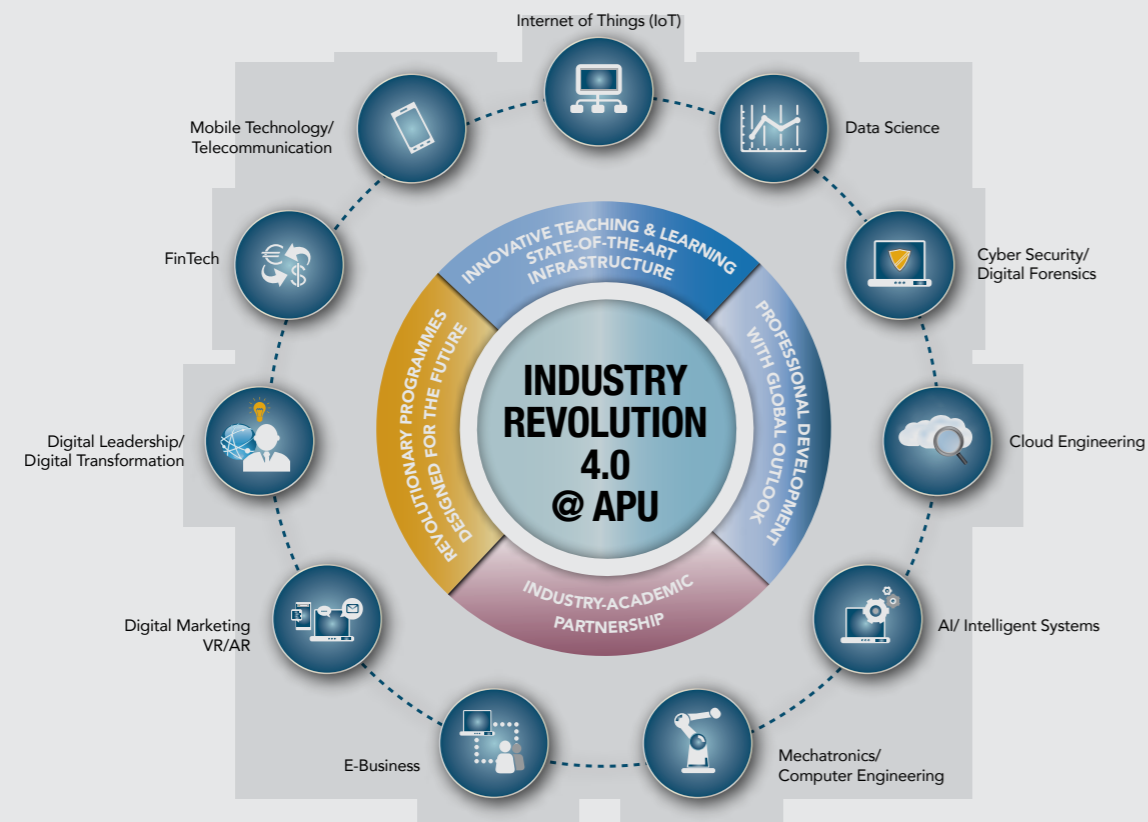 Internet of Things (IoT)
Data Science
Cyber Security/
Digital Forensics
Cloud Engineering
AI/ Intelligent Systems
Mechatronics/
Computer Engineering
E-Business
Digital Marketing
VR/AR
Digital Leadership/
Digital Transformation
FinTech
Mobile Technology/
Telecommunication
INNOVATIVE TEACHING & LEARNING
STATE-OF-THE-ART
INFRASTRUCTURE
PROFESSIONAL DEVELOPMENT
WITH GLOBAL OUTLOOK
INDUSTRY-ACADEMIC
PARTNERSHIP
REVOLUTIONARY PROGRAMMES
DESIGNED FOR THE FUTURE
INDUSTRY
REVOLUTION
4.0
@ APU
€
$